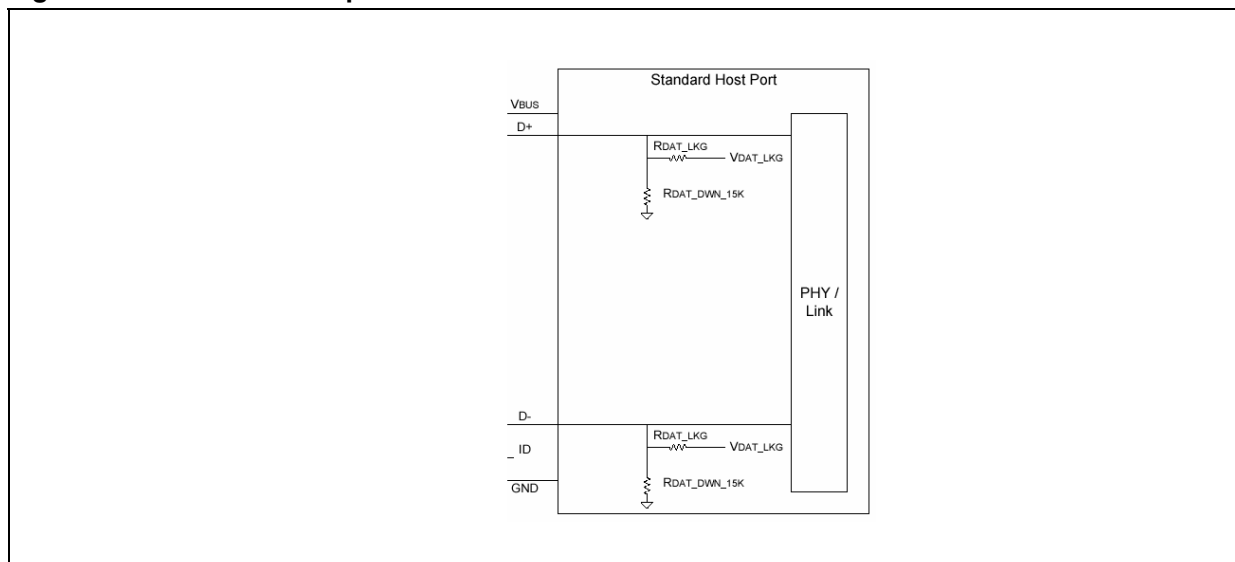 Standard Host Port
VBUS
D+
RDAT_LKG
VDAT_LKG
RDAT_DWN_15K
PHY /
Link
D-
RDAT_LKG
VDAT_LKG
_ ID
RDAT_DWN_15K
GND